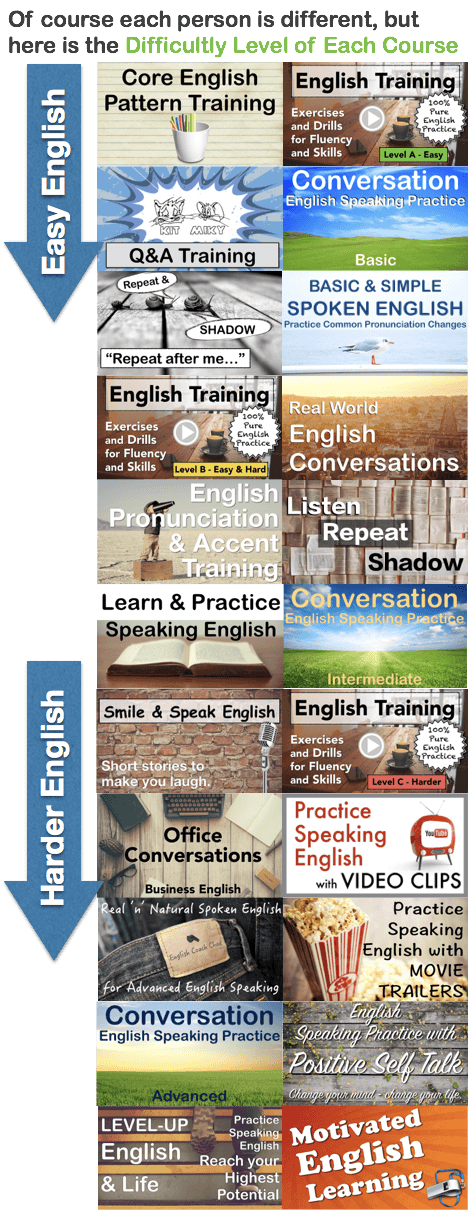 Of course each person is different, but
here is the Difficultly Level of Each Course
Easy English
Core English
Pattern Training
English Training
Exercises
and Drills
for Fluency
and Skills
100%
Pure
English
Practice
Level A - Easy
KIT MIKY
Q&A Training
Conversation
English Speaking Practice
Basic
Repeat &
SHADOW
“Repeat after me…”
BASIC & SIMPLE
SPOKEN ENGLISH
Practice Common Pronunciation Changes
English Training
Exercises
and Drills
for Fluency
and Skills
100%
Pure
English
Practice
Level B - Easy & Hard
Real World
English
Conversations
English
Pronunciation
& Accent
Training
Listen
Repeat
Shadow
Learn & Practice
Speaking English
Conversation
English Speaking Practice
Intermediate
Harder English
Smile & Speak English
Short stories to
make you laugh.
English Training
Exercises
and Drills
for Fluency
and Skills
100%
Pure
English
Practice
Level C - Harder
Office
Conversations
Business English
Practice
Speaking
English
with VIDEO CLIPS
YouTube
Real 'n' Natural Spoken English
English Coach Chad
for Advanced English Speaking
Practice
Speaking
English with
MOVIE
TRAILERS
Conversation
English Speaking Practice
Advanced
English
Speaking Practice with
Positive Self Talk
Change your mind - change your life.
LEVEL-UP
English
& Life
Practice
Speaking
English
Reach your
Highest
Potential
Motivated
English
Learning
E